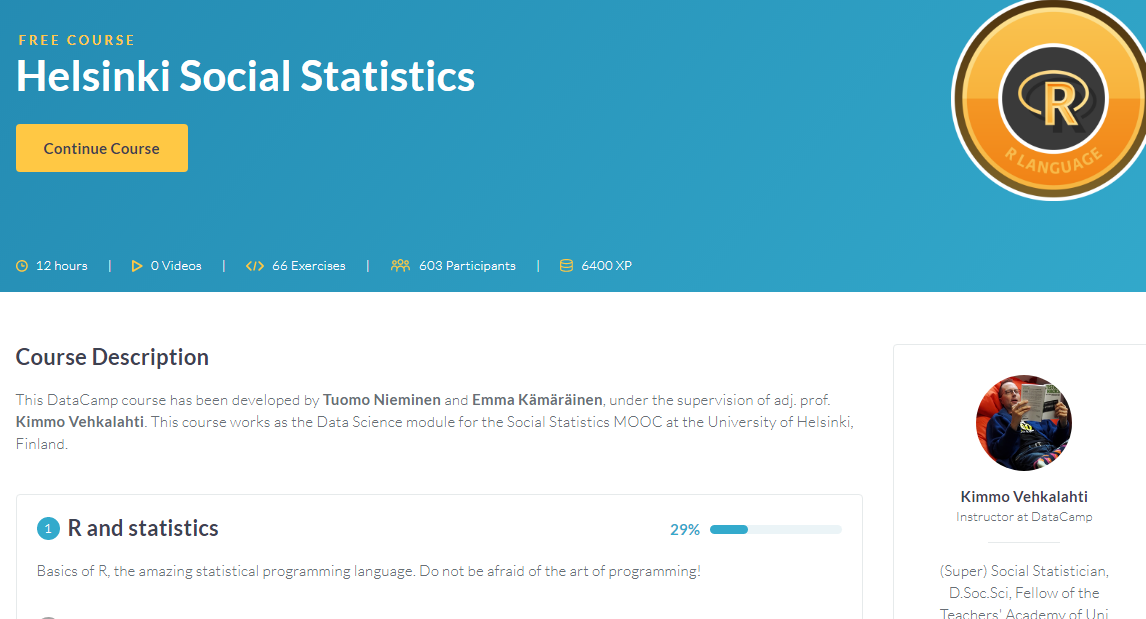 FREE COURSE
Helsinki Social Statistics
Continue Course
R
R LANGUAGE
12 hours | 0 Videos | 66 Exercises | 603 Participants | 6400 XP
Course Description
This DataCamp course has been developed by Tuomo Nieminen and Emma Kämäräinen, under the supervision of adj. prof.
Kimmo Vehkalahti. This course works as the Data Science module for the Social Statistics MOOC at the University of Helsinki,
Finland.
1 R and statistics 29%
Basics of R, the amazing statistical programming language. Do not be afraid of the art of programming!
Kimmo Vehkalahti
Instructor at DataCamp
(Super) Social Statistician,
D.Soc.Sci, Fellow of the
Teachers' Academy of Uni